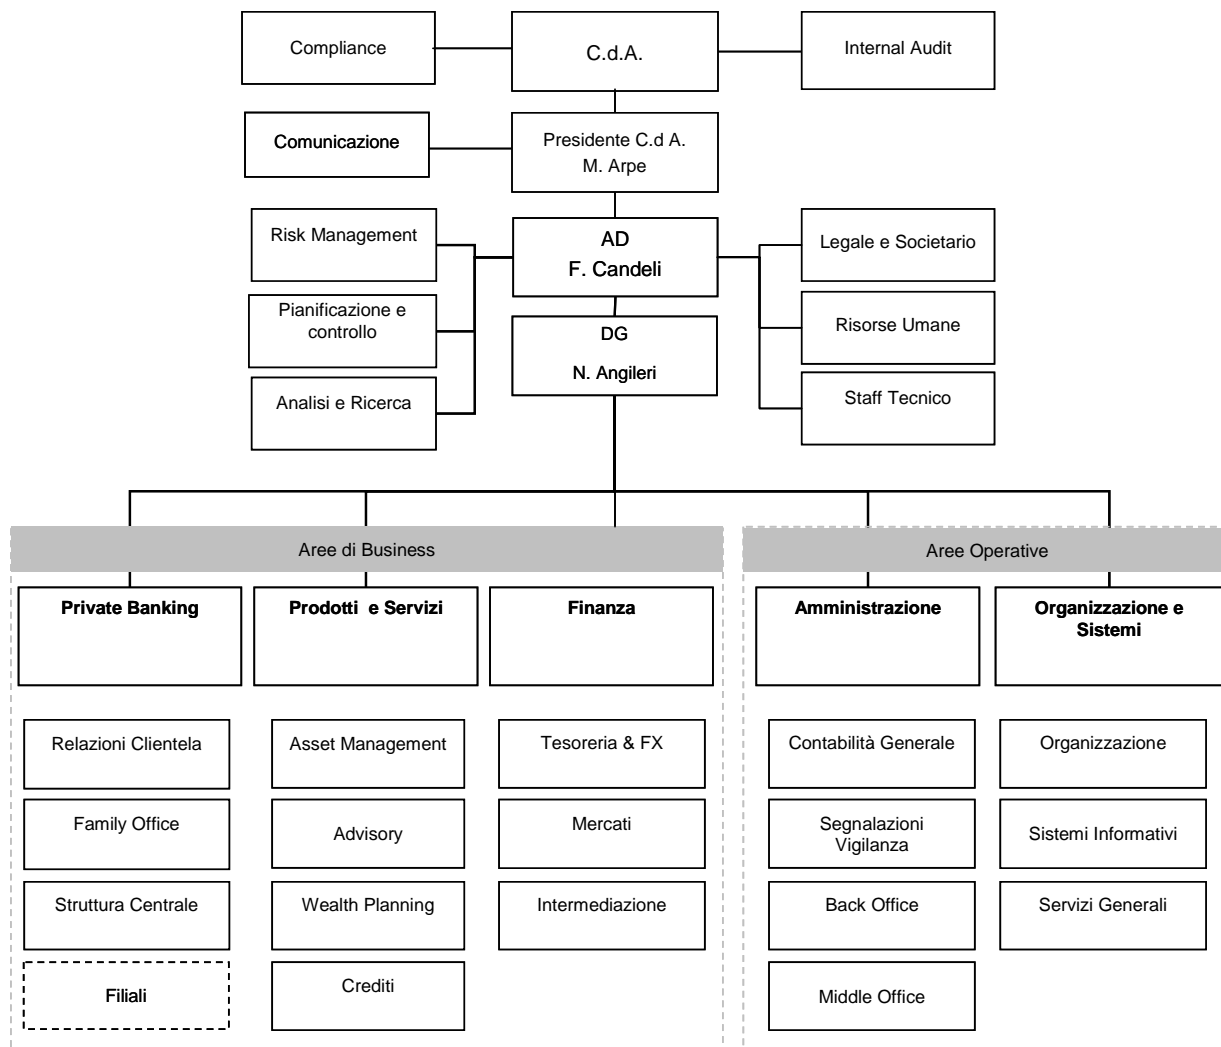 Compliance
C.d.A.
Internal Audit
Comunicazione
Presidente C.d A.
M. Arpe
Risk Management
AD
F. Candeli
Legale e Societario
Pianificazione e
controllo
DG
N. Angileri
Risorse Umane
Analisi e Ricerca
Staff Tecnico
Aree di Business
Aree Operative
Private Banking
Prodotti e Servizi
Finanza
Amministrazione
Organizzazione e
Sistemi
Relazioni Clientela
Asset Management
Tesoreria & FX
Contabilità Generale
Organizzazione
Family Office
Advisory
Mercati
Segnalazioni
Vigilanza
Sistemi Informativi
Struttura Centrale
Wealth Planning
Intermediazione
Back Office
Servizi Generali
Filiali
Crediti
Middle Office